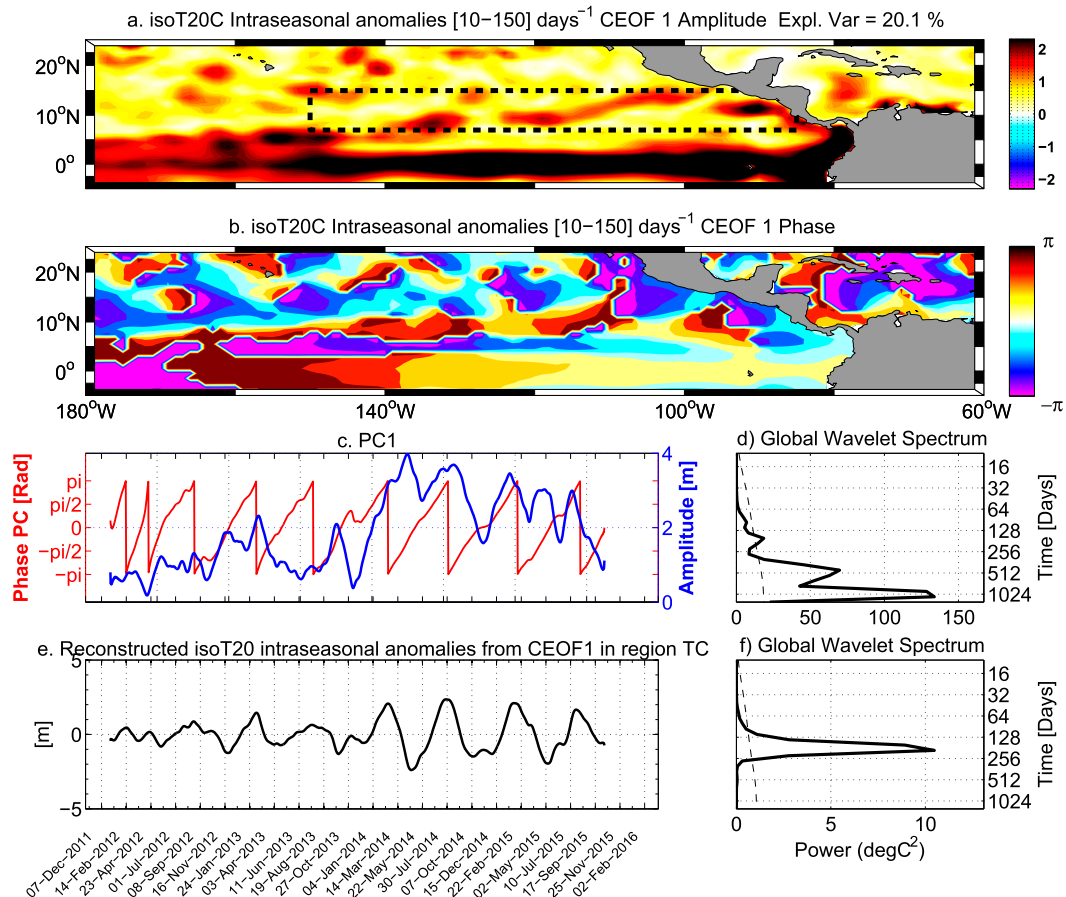 a. isoT20C Intraseasonal anomalies [10−150] days⁻¹ CEOF 1 Amplitude Expl. Var = 20.1 %
20°N
10°N
0°
2
1
0
−1
−2
b. isoT20C Intraseasonal anomalies [10−150] days⁻¹ CEOF 1 Phase
20°N
10°N
0°
π
−π
180°W
140°W
100°W
60°W
c. PC1
Phase PC [Rad]
pi
pi/2
0
−pi/2
−pi
4
2
0
Amplitude [m]
d) Global Wavelet Spectrum
16
32
64
128
256
512
1024
Time [Days]
0
50
100
150
e. Reconstructed isoT20 intraseasonal anomalies from CEOF1 in region TC
[m]
5
0
−5
07−Dec−2011
14−Feb−2012
23−Apr−2012
01−Jul−2012
08−Sep−2012
16−Nov−2012
24−Jan−2013
03−Apr−2013
11−Jun−2013
19−Aug−2013
27−Oct−2013
04−Jan−2014
14−Mar−2014
22−May−2014
30−Jul−2014
07−Oct−2014
15−Dec−2014
22−Feb−2015
02−May−2015
10−Jul−2015
17−Sep−2015
25−Nov−2015
02−Feb−2016
f) Global Wavelet Spectrum
16
32
64
128
256
512
1024
Time [Days]
0
5
10
Power (degC²)